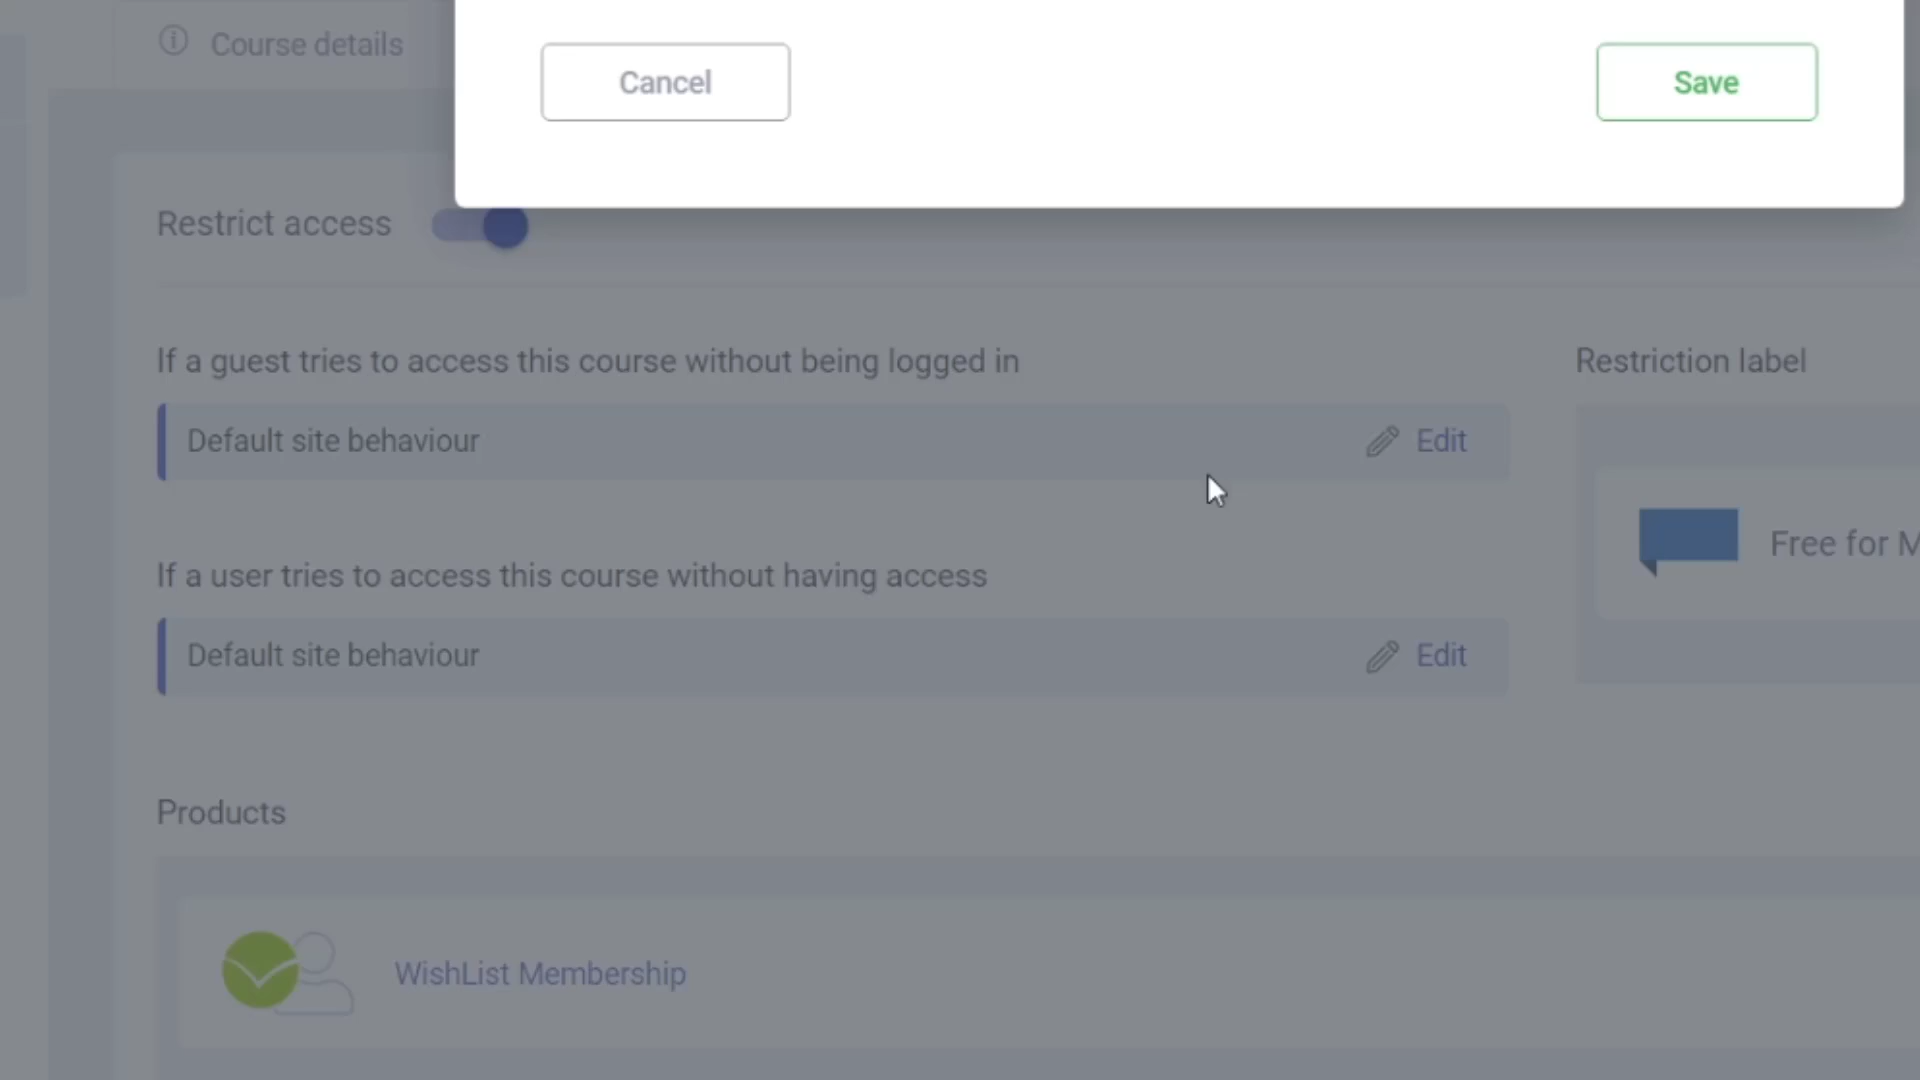 Course details
Cancel
Save
Restrict access
If a guest tries to access this course without being logged in
Restriction label
Default site behaviour
Edit
Free for M
If a user tries to access this course without having access
Default site behaviour
Edit
Products
WishList Membership